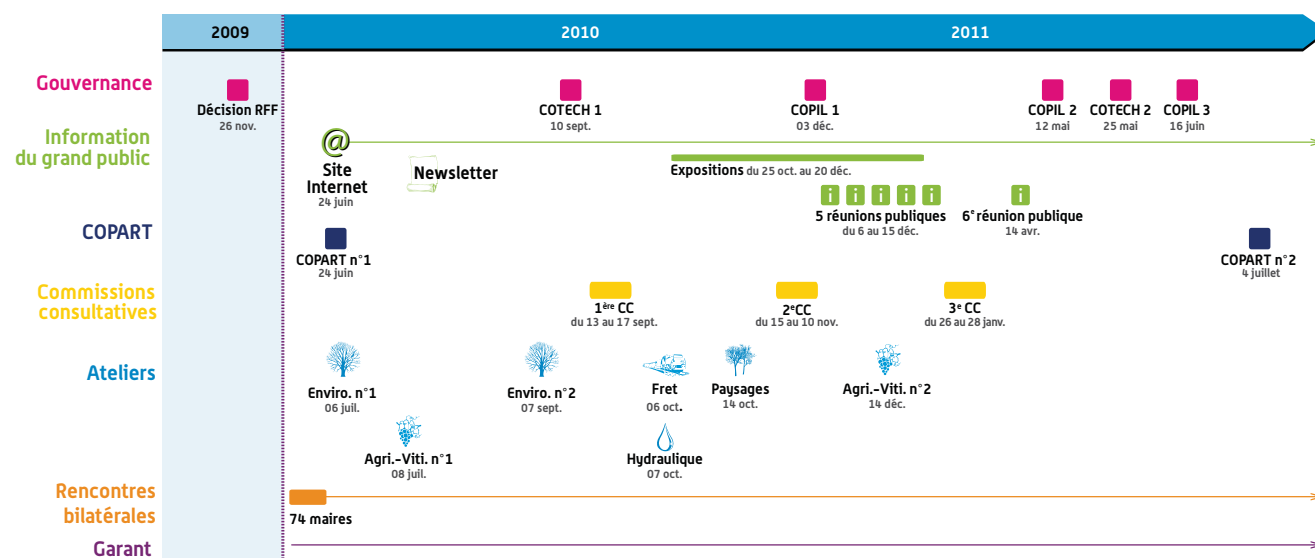 2009
2010
2011
Gouvernance
Décision RFF
26 nov.
COTECH 1
10 sept.
COPIL 1
03 déc.
COPIL 2
12 mai
COTECH 2
25 mai
COPIL 3
16 juin
Information
du grand public
@
Site
Internet
24 juin
Newsletter
Expositions du 25 oct. au 20 déc.
i i i i i
5 réunions publiques
du 6 au 15 déc.
i
6e réunion publique
14 avr.
COPART
COPART n°1
24 juin
COPART n°2
4 juillet
Commissions
consultatives
1ère CC
du 13 au 17 sept.
2eCC
du 15 au 10 nov.
3e CC
du 26 au 28 janv.
Ateliers
Enviro. n°1
06 juil.
Enviro. n°2
07 sept.
Fret
06 oct.
Paysages
14 oct.
Agri.-Viti. n°2
14 déc.
Agri.-Viti. n°1
08 juil.
Hydraulique
07 oct.
Rencontres
bilatérales
74 maires
Garant